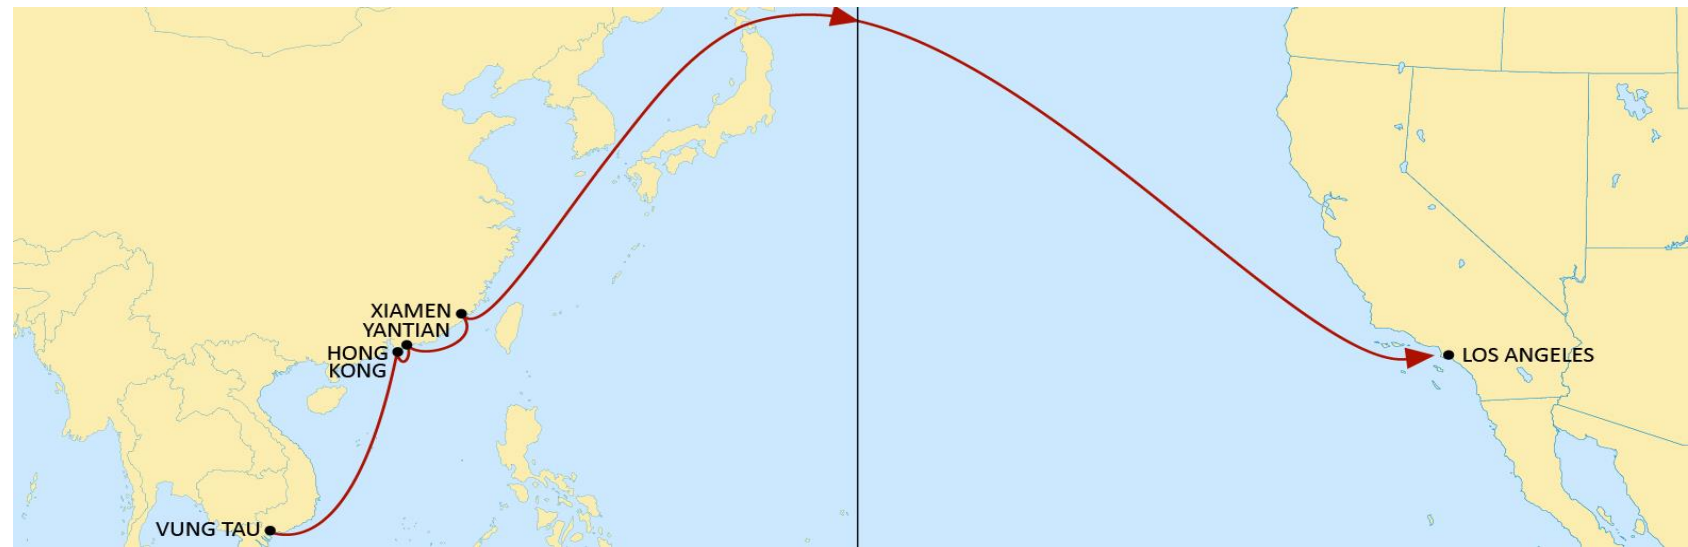 XIAMEN
YANTIAN
HONG
KONG
LOS ANGELES
VUNG TAU